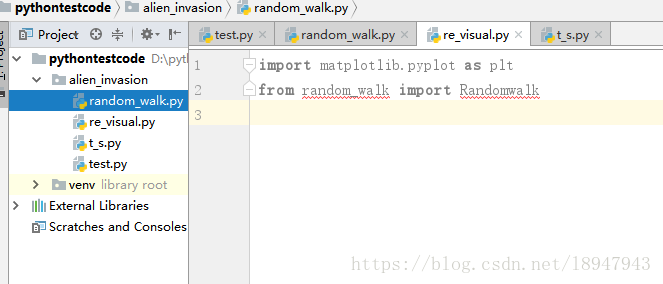 pythontestcode alien_invasion random_walk.py
Project
test.py random_walk.py re_visual.py t_s.py
pythontestcode D:\pyth
alien_invasion
random_walk.py
re_visual.py
t_s.py
test.py
venv library root
External Libraries
Scratches and Consoles
1 import matplotlib.pyplot as plt
2 from random_walk import Randomwalk
3
https://blog.csdn.net/18947943